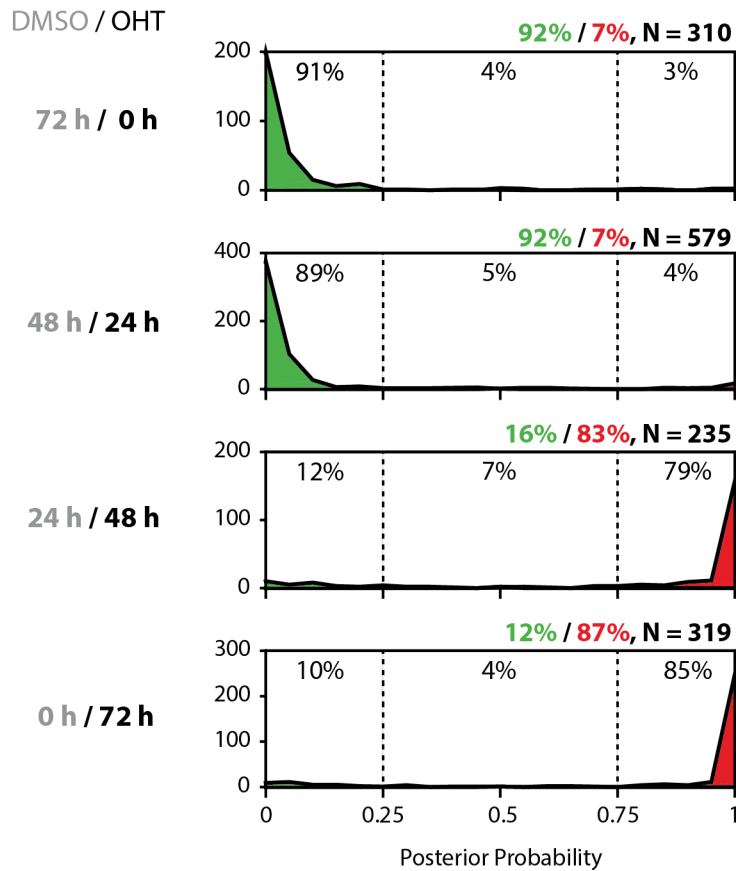 DMSO / OHT
92% / 7%, N = 310
200
91% 4% 3%
72 h / 0 h
100
0
92% / 7%, N = 579
400
89% 5% 4%
48 h / 24 h
200
0
16% / 83%, N = 235
200
12% 7% 79%
24 h / 48 h
100
0
12% / 87%, N = 319
300
10% 4% 85%
200
0 h / 72 h
100
0
0 0.25 0.5 0.75 1
Posterior Probability